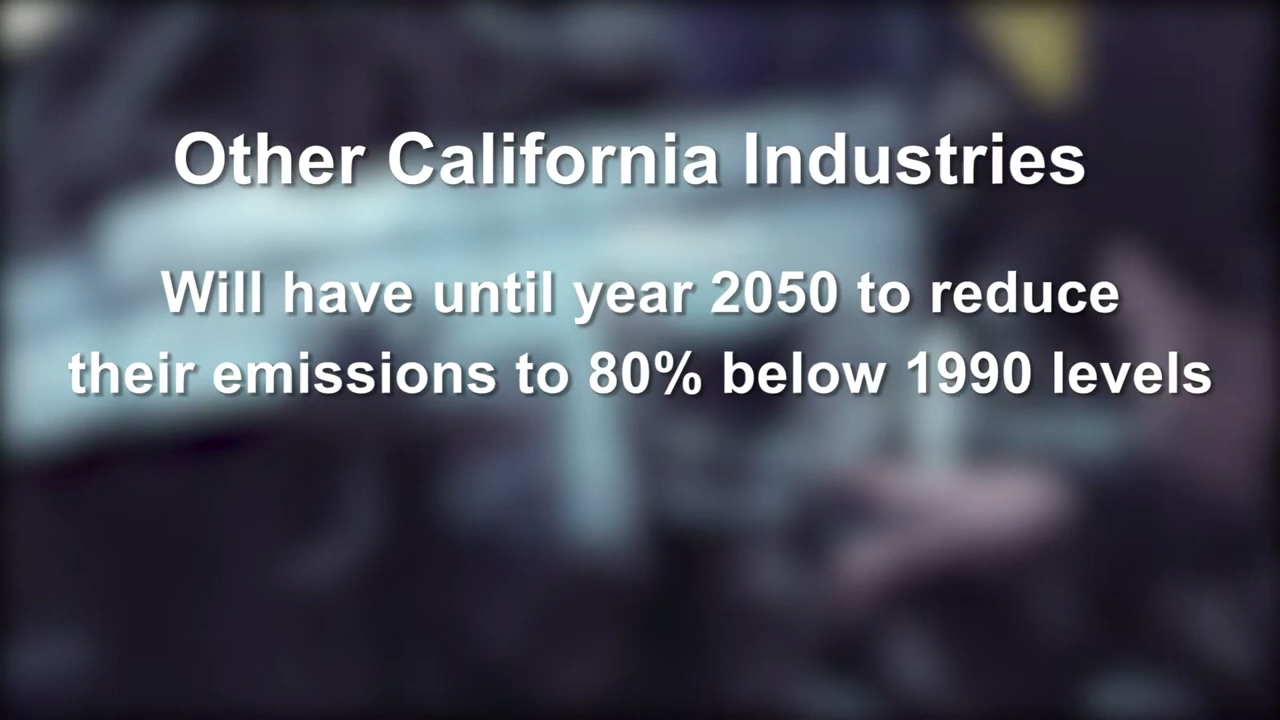 Other California Industries
Will have until year 2050 to reduce
their emissions to 80% below 1990 levels